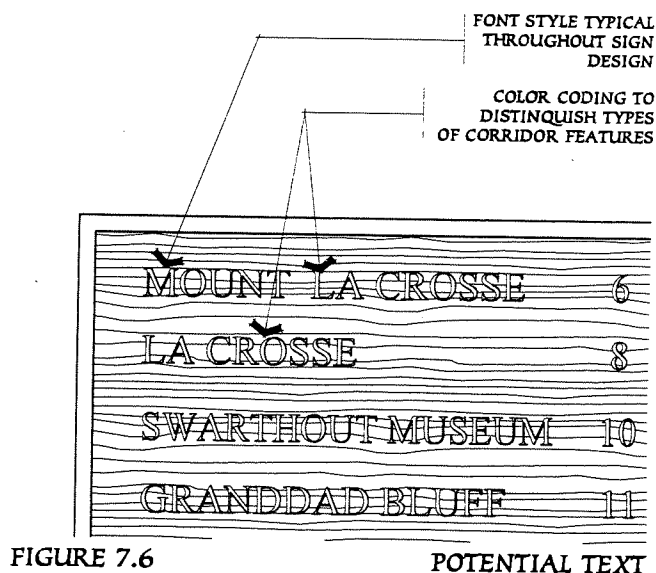 FONT STYLE TYPICAL
THROUGHOUT SIGN
DESIGN
COLOR CODING TO
DISTINQUISH TYPES
OF CORRIDOR FEATURES
MOUNT LA CROSSE 6
LA CROSSE 8
SWARTHOUT MUSEUM 10
GRANDDAD BLUFF 11
FIGURE 7.6 POTENTIAL TEXT